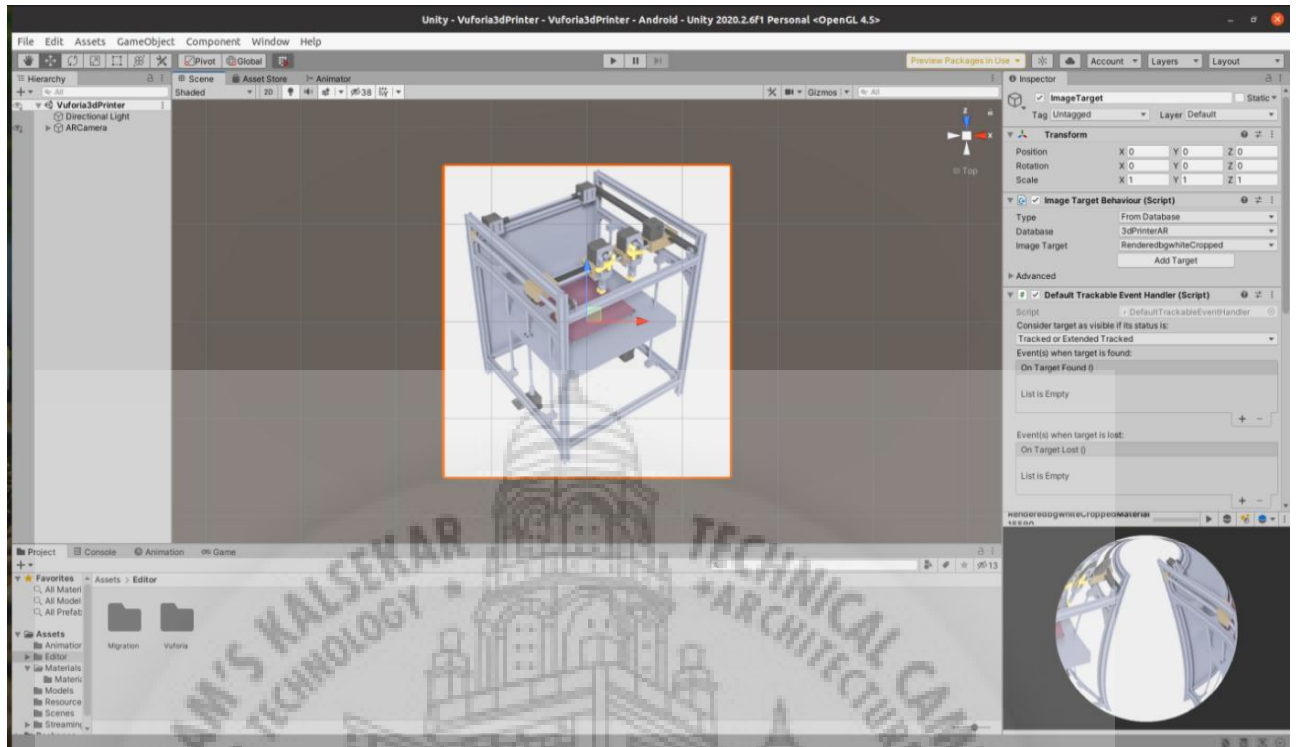 Unity - Vuforia3dPrinter - Vuforia3dPrinter - Android - Unity 2020.2.6f1 Personal <OpenGL 4.5>
File Edit Assets GameObject Component Window Help
Pivot Global Preview Packages in Use Account Layers Layout
Hierarchy Scene Asset Store Animator Inspector
All Shaded 2D 38 Gizmos All
ImageTarget Static
Vuforia3dPrinter
Directional Light
ARCamera
z
x
Top
Tag Untagged Layer Default
Transform
Position X 0 Y 0 Z 0
Rotation X 0 Y 0 Z 0
Scale X 1 Y 1 Z 1
Image Target Behaviour (Script)
Type From Database
Database 3dPrinterAR
Image Target RenderedbgwhiteCropped
Add Target
Advanced
Default Trackable Event Handler (Script)
Script DefaultTrackableEventHandler
Consider target as visible if its status is:
Tracked or Extended Tracked
Event(s) when target is found:
On Target Found ()
List is Empty
+ -
Event(s) when target is lost:
On Target Lost ()
List is Empty
+ -
RenderedbgwhiteCroppedMaterial
Project Console Animation Game
13
Favorites
All Materi
All Model
All Prefab
Assets > Editor
Migration Vuforia
Assets
Animatior
Editor
Materials
Materi
Models
Resource
Scenes
Streaming
KALSEKAR TECHNICAL CAM
TECHNOLOGY ARCHITECTURE